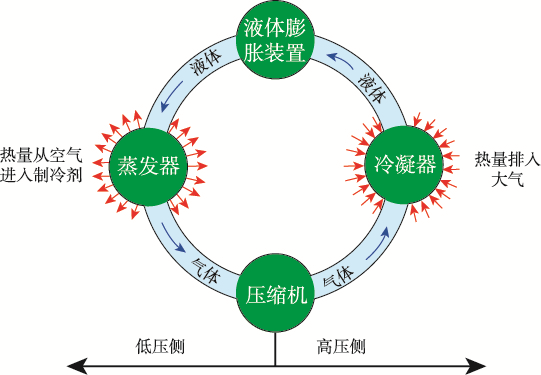 液体膨
胀装置
液体
液体
热量从空气
进入制冷剂
蒸发器
冷凝器
热量排入
大气
气体
压缩机
气体
低压侧
高压侧